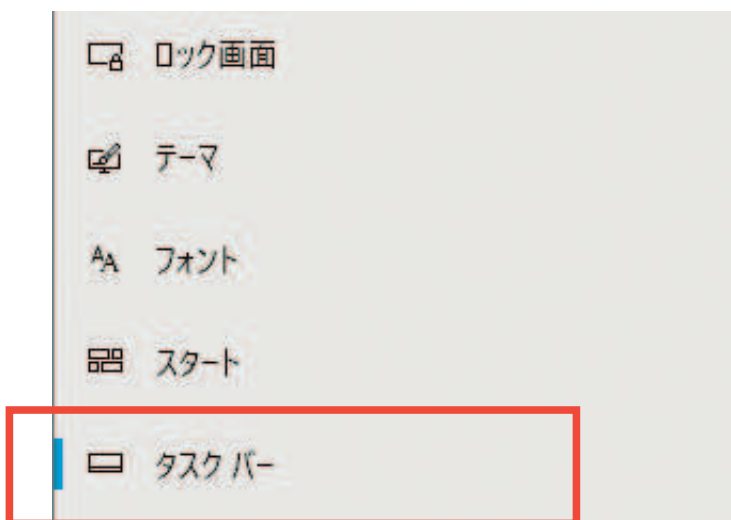 ロック画面
テーマ
フォント
スタート
タスク バー